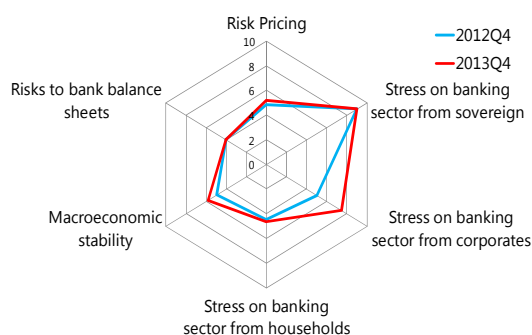 Risk Pricing
10
8
6
4
2
0
2012Q4
2013Q4
Stress on banking
sector from sovereign
Stress on banking
sector from corporates
Stress on banking
sector from households
Macroeconomic
stability
Risks to bank balance
sheets